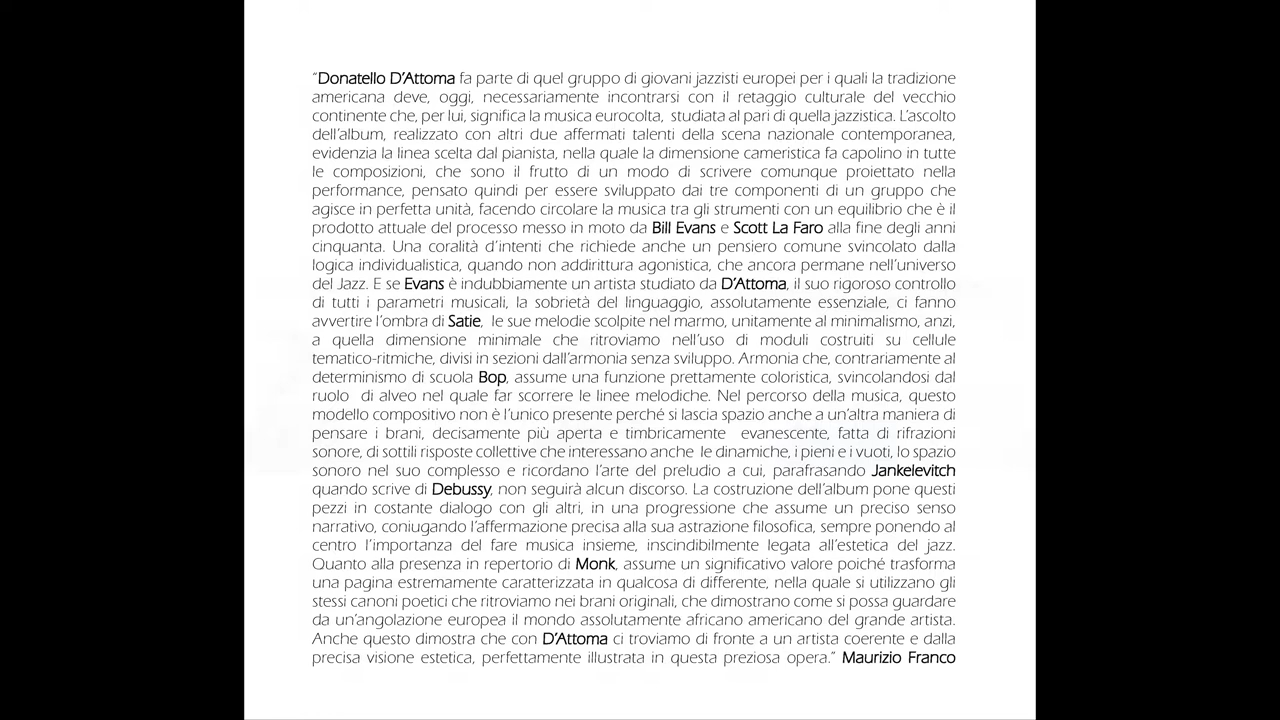 “Donatello D’Attoma fa parte di quel gruppo di giovani jazzisti europei per i quali la tradizione
americana deve, oggi, necessariamente incontrarsi con il retaggio culturale del vecchio
continente che, per lui, significa la musica eurocolta, studiata al pari di quella jazzistica. L’ascolto
dell’album, realizzato con altri due affermati talenti della scena nazionale contemporanea,
evidenzia la linea scelta dal pianista, nella quale la dimensione cameristica fa capolino in tutte
le composizioni, che sono il frutto di un modo di scrivere comunque proiettato nella
performance, pensato quindi per essere sviluppato dai tre componenti di un gruppo che
agisce in perfetta unità, facendo circolare la musica tra gli strumenti con un equilibrio che è il
prodotto attuale del processo messo in moto da Bill Evans e Scott La Faro alla fine degli anni
cinquanta. Una coralità d’intenti che richiede anche un pensiero comune svincolato dalla
logica individualistica, quando non addirittura agonistica, che ancora permane nell’universo
del Jazz. E se Evans è indubbiamente un artista studiato da D’Attoma, il suo rigoroso controllo
di tutti i parametri musicali, la sobrietà del linguaggio, assolutamente essenziale, ci fanno
avvertire l’ombra di Satie, le sue melodie scolpite nel marmo, unitamente al minimalismo, anzi,
a quella dimensione minimale che ritroviamo nell’uso di moduli costruiti su cellule
tematico-ritmiche, divisi in sezioni dall’armonia senza sviluppo. Armonia che, contrariamente al
determinismo di scuola Bop, assume una funzione prettamente coloristica, svincolandosi dal
ruolo di alveo nel quale far scorrere le linee melodiche. Nel percorso della musica, questo
modello compositivo non è l’unico presente perché si lascia spazio anche a un’altra maniera di
pensare i brani, decisamente più aperta e timbricamente evanescente, fatta di rifrazioni
sonore, di sottili risposte collettive che interessano anche le dinamiche, i pieni e i vuoti, lo spazio
sonoro nel suo complesso e ricordano l’arte del preludio a cui, parafrasando Jankelevitch
quando scrive di Debussy, non seguirà alcun discorso. La costruzione dell’album pone questi
pezzi in costante dialogo con gli altri, in una progressione che assume un preciso senso
narrativo, coniugando l’affermazione precisa alla sua astrazione filosofica, sempre ponendo al
centro l’importanza del fare musica insieme, inscindibilmente legata all’estetica del jazz.
Quanto alla presenza in repertorio di Monk, assume un significativo valore poiché trasforma
una pagina estremamente caratterizzata in qualcosa di differente, nella quale si utilizzano gli
stessi canoni poetici che ritroviamo nei brani originali, che dimostrano come si possa guardare
da un’angolazione europea il mondo assolutamente africano americano del grande artista.
Anche questo dimostra che con D’Attoma ci troviamo di fronte a un artista coerente e dalla
precisa visione estetica, perfettamente illustrata in questa preziosa opera.” Maurizio Franco